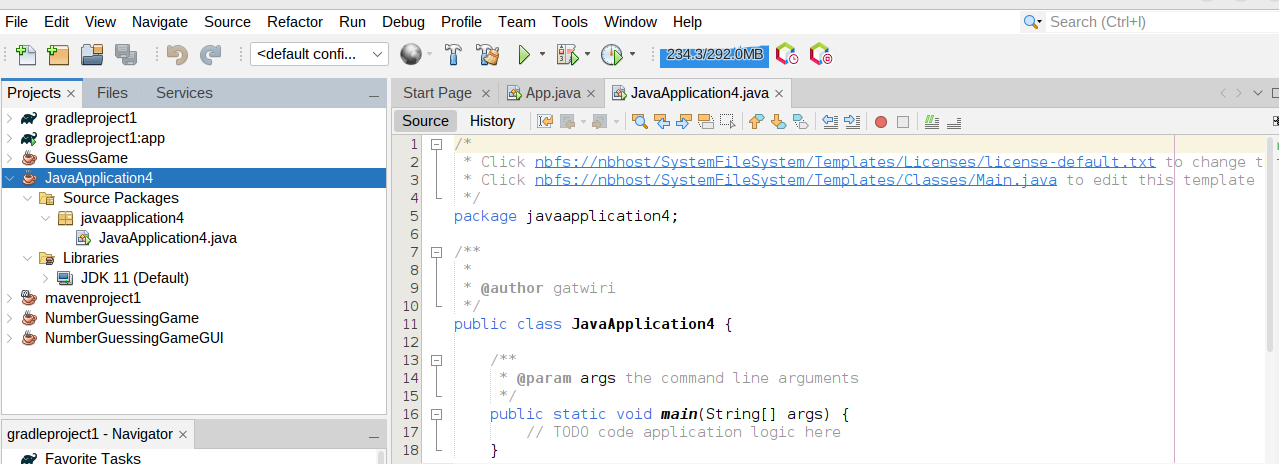 File Edit View Navigate Source Refactor Run Debug Profile Team Tools Window Help Search (Ctrl+I)
<default confi... 234.3/292.0MB
Projects Files Services
Start Page App.java JavaApplication4.java
Source History
gradleproject1
gradleproject1:app
GuessGame
JavaApplication4
Source Packages
javaapplication4
JavaApplication4.java
Libraries
JDK 11 (Default)
mavenproject1
NumberGuessingGame
NumberGuessingGameGUI
gradleproject1 - Navigator
Favorite Tasks
1 /*
2 * Click nbfs://nbhost/SystemFileSystem/Templates/Licenses/license-default.txt to change t
3 * Click nbfs://nbhost/SystemFileSystem/Templates/Classes/Main.java to edit this template
4 */
5 package javaapplication4;
6
7 /**
8 *
9 * @author gatwiri
10 */
11 public class JavaApplication4 {
12
13 /**
14 * @param args the command line arguments
15 */
16 public static void main(String[] args) {
17 // TODO code application logic here
18 }